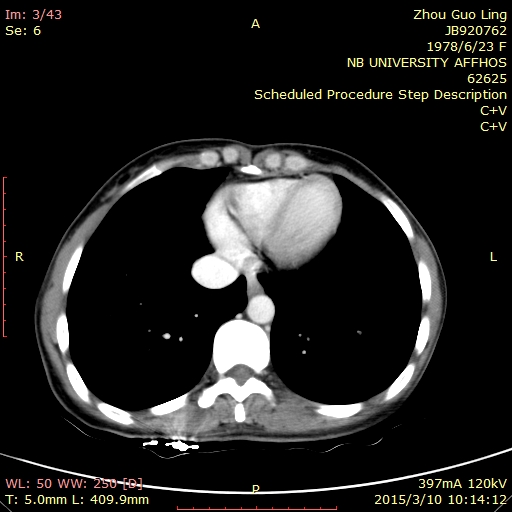 Im: 3/43
Se: 6
A
Zhou Guo Ling
JB920762
1978/6/23 F
NB UNIVERSITY AFFHOS
62625
Scheduled Procedure Step Description
C+V
C+V
R
L
WL: 50 WW: 250 [D]
T: 5.0mm L: 409.9mm
P
397mA 120kV
2015/3/10 10:14:12